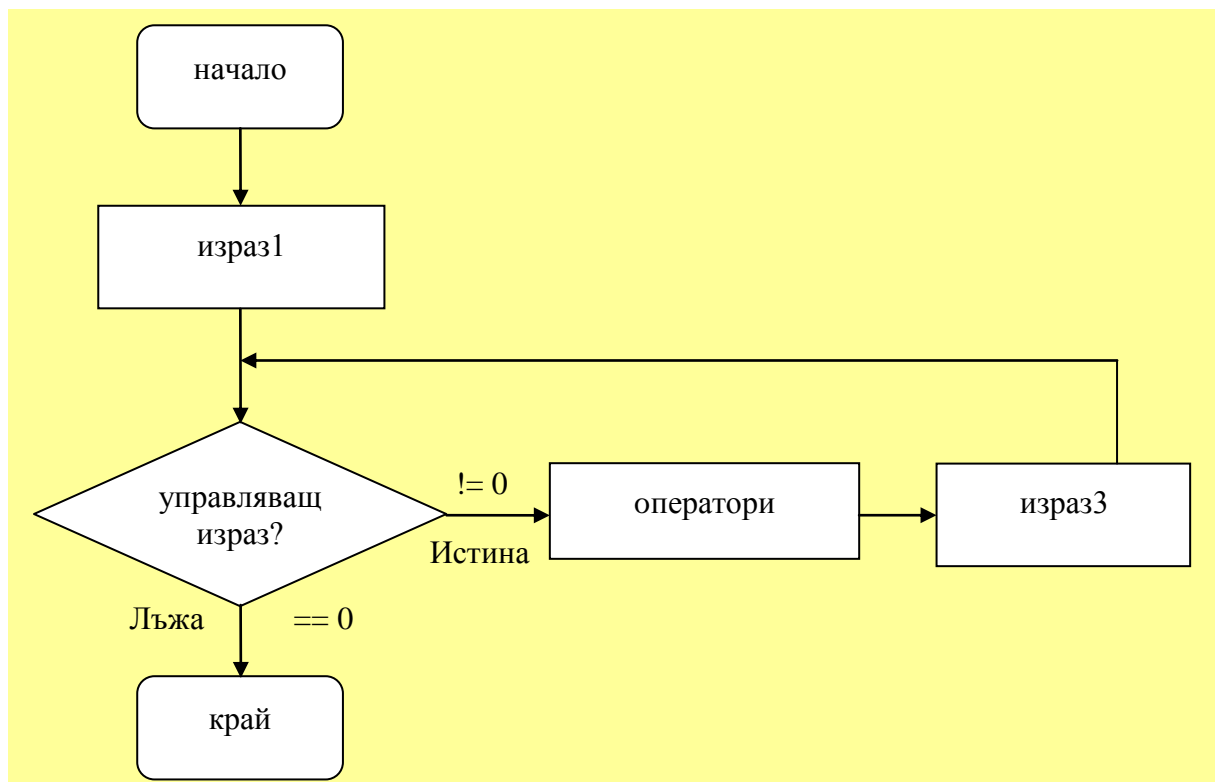 начало
израз1
управляващ
израз?
!= 0
Истина
оператори
израз3
Лъжа
== 0
край